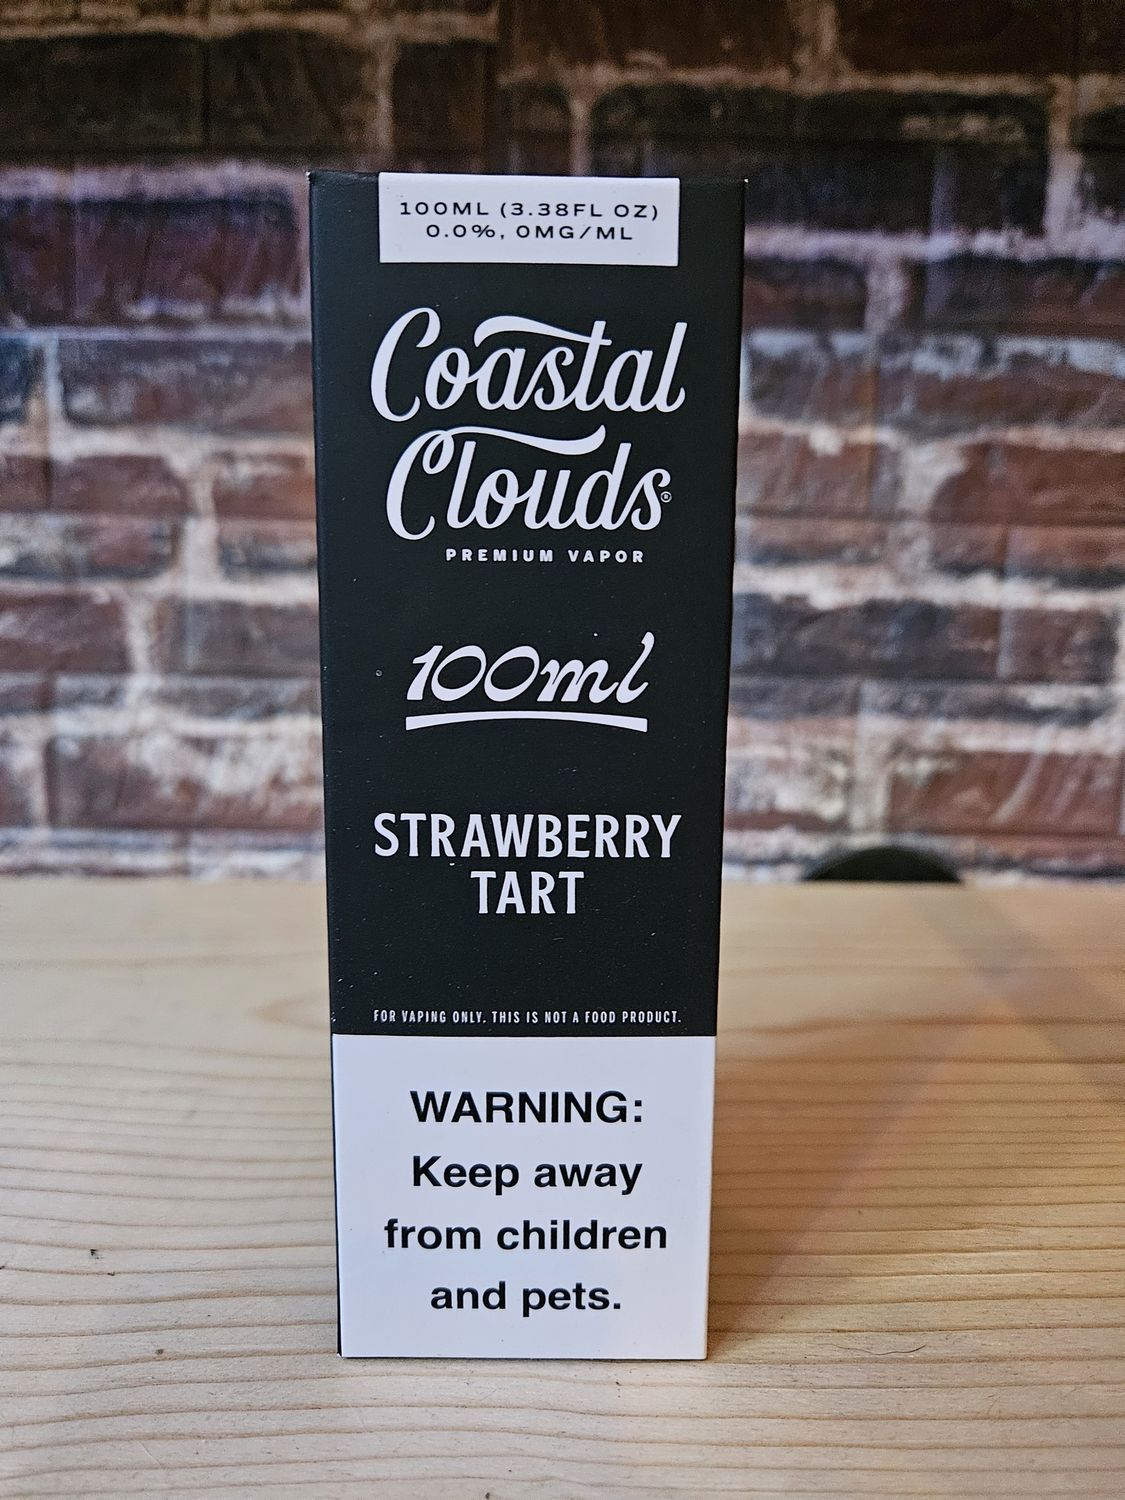 100ML (3.38FL OZ)
0.0%, 0MG/ML
Coastal
Clouds®
PREMIUM VAPOR
100ml
STRAWBERRY
TART
FOR VAPING ONLY. THIS IS NOT A FOOD PRODUCT.
WARNING:
Keep away
from children
and pets.